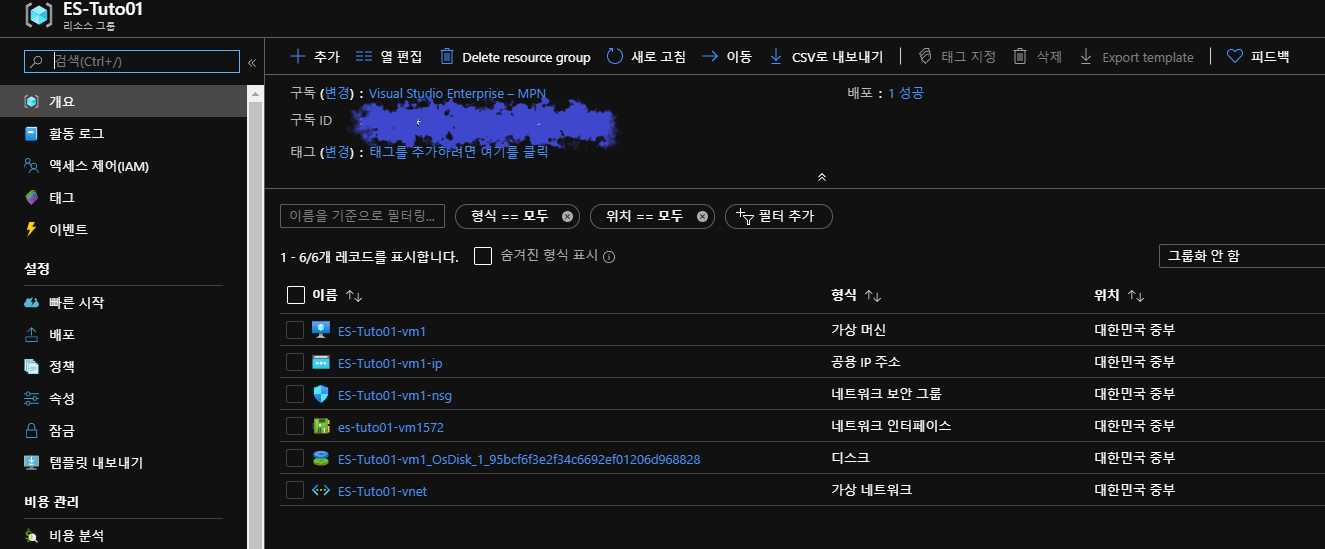 ES-Tuto01
리소스 그룹
검색(Ctrl+/)
«
추가 열 편집 Delete resource group 새로 고침 이동 CSV로 내보내기 태그 지정 삭제 Export template 피드백
개요
활동 로그
액세스 제어(IAM)
태그
이벤트
설정
빠른 시작
배포
정책
속성
잠금
템플릿 내보내기
비용 관리
비용 분석
구독 (변경) : Visual Studio Enterprise – MPN
배포 : 1 성공
구독 ID
태그 (변경) : 태그를 추가하려면 여기를 클릭
이름을 기준으로 필터링... 형식 == 모두 위치 == 모두 필터 추가
1 - 6/6개 레코드를 표시합니다. 숨겨진 형식 표시 그룹화 안 함
이름 ↑↓ 형식 ↑↓ 위치 ↑↓
ES-Tuto01-vm1 가상 머신 대한민국 중부
ES-Tuto01-vm1-ip 공용 IP 주소 대한민국 중부
ES-Tuto01-vm1-nsg 네트워크 보안 그룹 대한민국 중부
es-tuto01-vm1572 네트워크 인터페이스 대한민국 중부
ES-Tuto01-vm1_OsDisk_1_95bcf6f3e2f34c6692ef01206d968828 디스크 대한민국 중부
ES-Tuto01-vnet 가상 네트워크 대한민국 중부